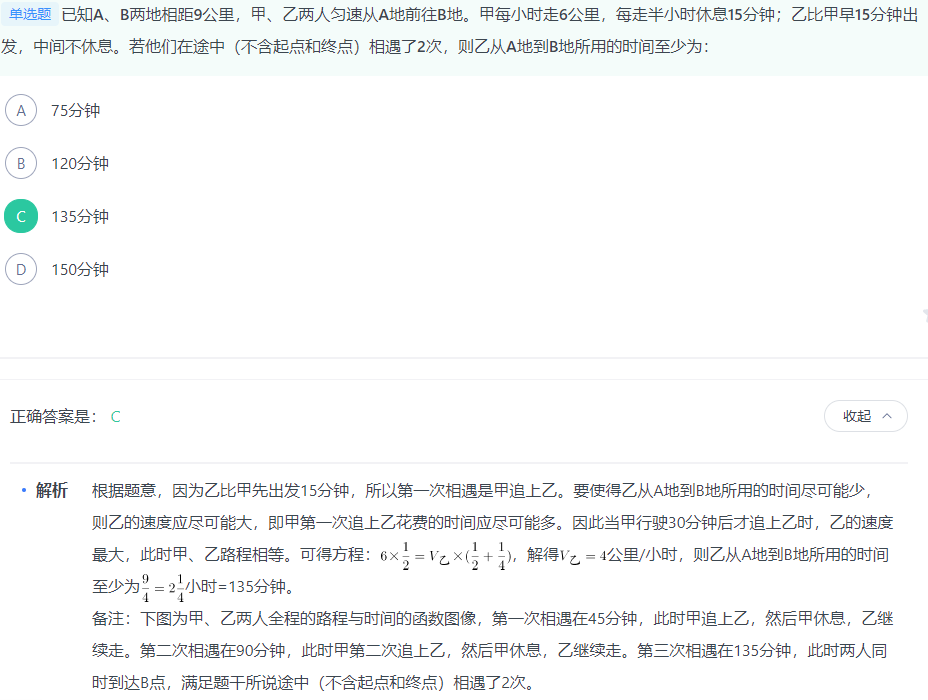 单选题 已知A、B两地相距9公里，甲、乙两人匀速从A地前往B地。甲每小时走6公里，每走半小时休息15分钟；乙比甲早15分钟出
发，中间不休息。若他们在途中（不含起点和终点）相遇了2次，则乙从A地到B地所用的时间至少为：
A 75分钟
B 120分钟
C 135分钟
D 150分钟
正确答案是： C 收起
解析 根据题意，因为乙比甲先出发15分钟，所以第一次相遇是甲追上乙。要使得乙从A地到B地所用的时间尽可能少，
则乙的速度应尽可能大，即甲第一次追上乙花费的时间应尽可能多。因此当甲行驶30分钟后才追上乙时，乙的速度
最大，此时甲、乙路程相等。可得方程：6×1/2=V乙×(1/2+1/4)，解得V乙=4公里/小时，则乙从A地到B地所用的时间
至少为9/4=2 1/4小时=135分钟。
备注：下图为甲、乙两人全程的路程与时间的函数图像，第一次相遇在45分钟，此时甲追上乙，然后甲休息，乙继
续走。第二次相遇在90分钟，此时甲第二次追上乙，然后甲休息，乙继续走。第三次相遇在135分钟，此时两人同
时到达B点，满足题干所说途中（不含起点和终点）相遇了2次。